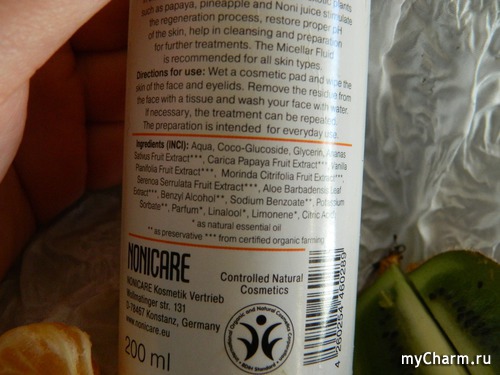 such as papaya, pineapple and Noni juice stimulate
the regeneration process, restore proper pH
of the skin, help in cleansing and preparation
for further treatments. The Micellar Fluid
is recommended for all skin types.
Directions for use: Wet a cosmetic pad and wipe the
skin of the face and eyelids. Remove the residue from
the face with a tissue and wash your face with water.
If necessary, the treatment can be repeated.
The preparation is intended for everyday use.
Ingredients (INCI): Aqua, Coco-Glucoside, Glycerin, Ananas
Sativus Fruit Extract***, Carica Papaya Fruit Extract***, Vanilla
Planifolia Fruit Extract***, Morinda Citrifolia Fruit Extract***,
Serenoa Serrulata Fruit Extract***, Aloe Barbadensis Leaf
Extract***, Benzyl Alcohol**, Sodium Benzoate**, Potassium
Sorbate**, Parfum*, Linalool*, Limonene*, Citric Acid
* as natural essential oil
** as preservative *** from certified organic farming
NONICARE
NONICARE Kosmetik Vertrieb
Wollmatinger str. 131
D-78467 Konstanz, Germany
www.nonicare.eu
200 ml
Controlled Natural
Cosmetics
4 260254 460289
myCharm.ru